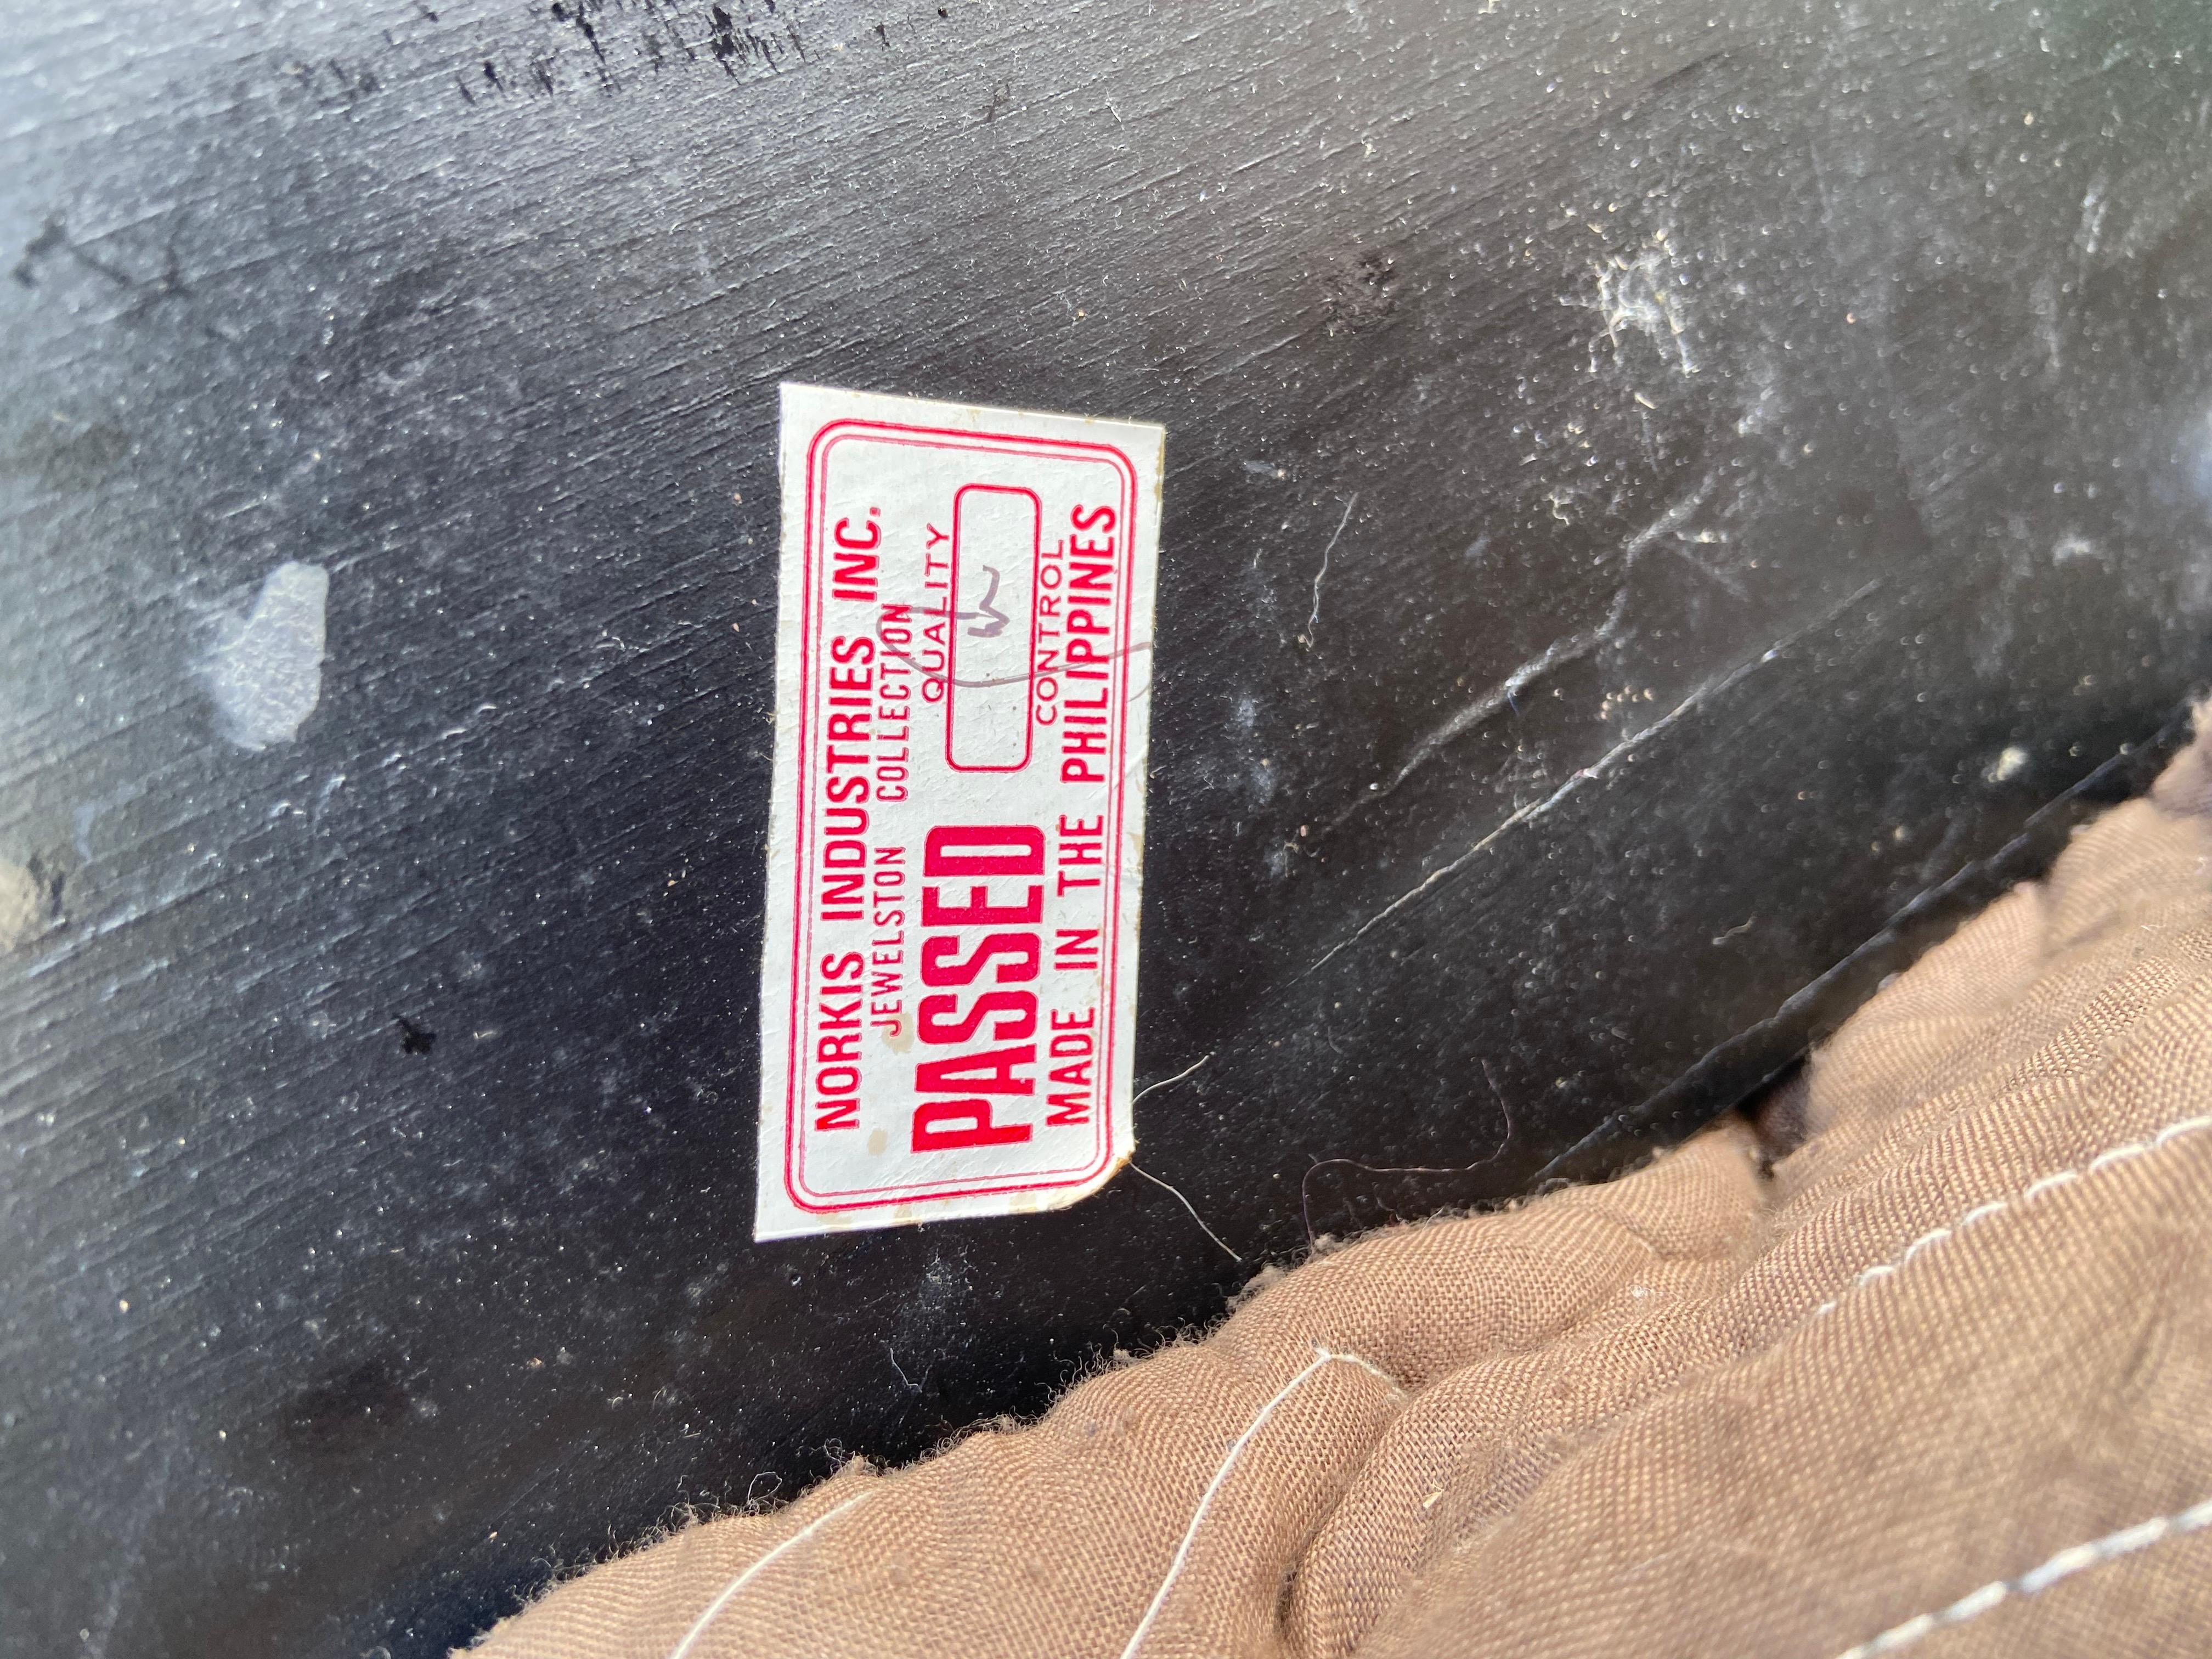 NORKIS INDUSTRIES INC.
JEWELSTON COLLECTION
PASSED
QUALITY
CONTROL
MADE IN THE PHILIPPINES